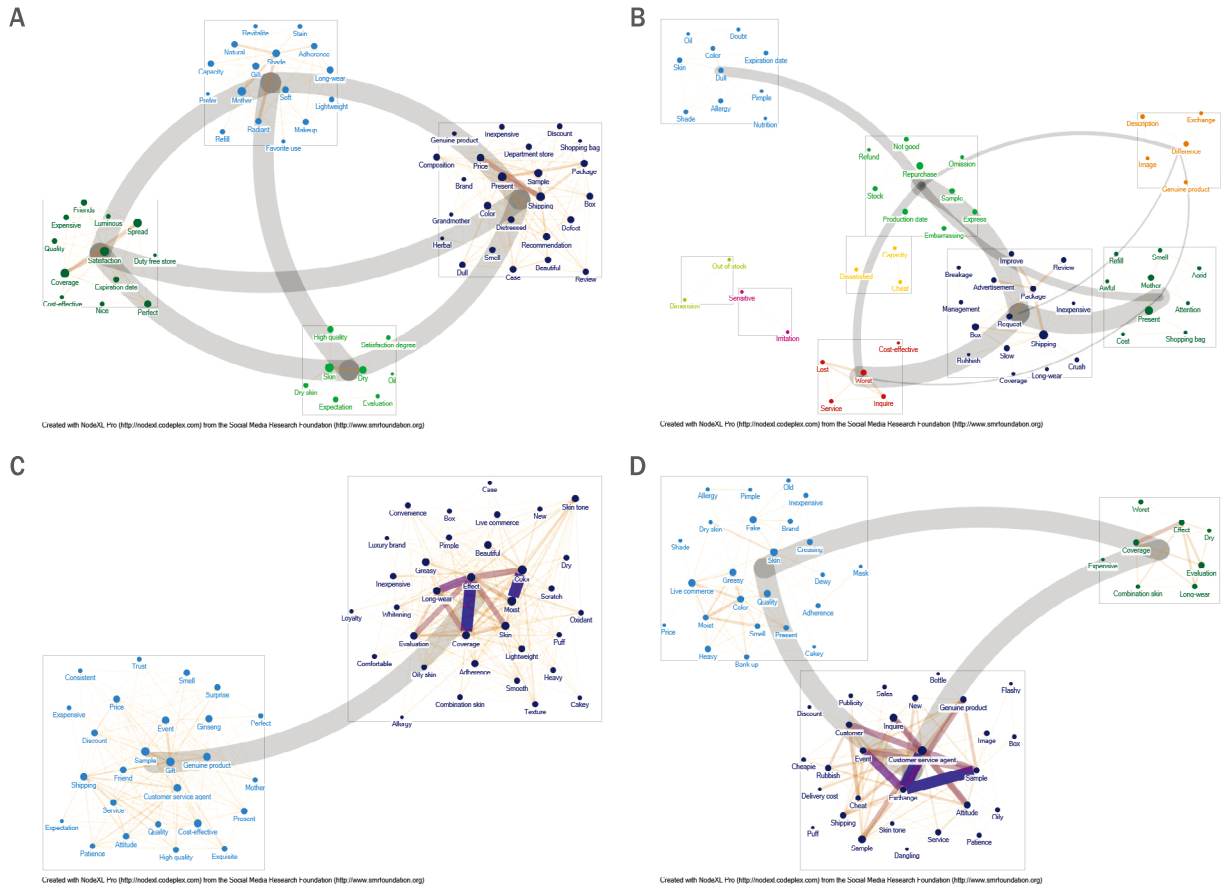 A
Revitalite
Stain
Natural
Shade
Adherence
Capacity
Gift
Long-wear
Prefer
Mother
Soft
Lightweight
Refill
Radiant
Makeup
Favorite use
Genuine product
Inexpensive
Discount
Department store
Shopping bag
Composition
Price
Package
Brand
Present
Sample
Shipping
Box
Color
Grandmother
Distressed
Defect
Herbal
Smell
Recommendation
Dull
Case
Beautiful
Review
Friends
Expensive
Luminous
Spread
Quality
Satisfaction
Duty free store
Coverage
Expiration date
Cost-effective
Nice
Perfect
High quality
Satisfaction degree
Skin
Dry
Oil
Dry skin
Expectation
Evaluation
Created with NodeXL Pro (http://nodexl.codeplex.com) from the Social Media Research Foundation (http://www.smrfoundation.org)
B
Oil
Doubt
Color
Expiration date
Skin
Dull
Allergy
Pimple
Shade
Nutrition
Description
Exchange
Difference
Image
Genuine product
Not good
Refund
Omission
Repurchase
Stock
Sample
Production date
Express
Embarrassing
Capacity
Dissatisfied
Cheat
Out of stock
Dimension
Sensitive
Imitation
Improve
Review
Breakage
Advertisement
Package
Management
Inexpensive
Request
Box
Shipping
Rubbish
Slow
Crush
Coverage
Long-wear
Refill
Smell
Mother
Avoid
Awful
Attention
Present
Cost
Shopping bag
Cost-effective
Lost
Worst
Service
Inquire
Created with NodeXL Pro (http://nodexl.codeplex.com) from the Social Media Research Foundation (http://www.smrfoundation.org)
C
Case
Convenience
Skin tone
Box
Live commerce
New
Luxury brand
Pimple
Beautiful
Greasy
Dry
Inexpensive
Effect
Color
Long-wear
Scratch
Whitening
Moist
Loyalty
Oxidant
Evaluation
Coverage
Skin
Puff
Comfortable
Lightweight
Oily skin
Adherence
Heavy
Smooth
Combination skin
Texture
Cakey
Allergy
Trust
Consistent
Smell
Surprise
Exspensive
Price
Event
Ginseng
Perfect
Discount
Sample
Genuine product
Gift
Friend
Shipping
Customer service agent
Mother
Service
Present
Expectation
Quality
Cost-effective
Attitude
Patience
High quality
Exquisite
Created with NodeXL Pro (http://nodexl.codeplex.com) from the Social Media Research Foundation (http://www.smrfoundation.org)
D
Old
Allergy
Pimple
Inexpensive
Dry skin
Fake
Brand
Shade
Creasing
Skin
Greasy
Dewy
Mask
Live commerce
Quality
Color
Adherence
Moist
Price
Smell
Present
Heavy
Bank up
Cakey
Worst
Effect
Dry
Coverage
Expensive
Evaluation
Combination skin
Long-wear
Bottle
Flashy
Sales
Publicity
New
Genuine product
Discount
Inquire
Customer
Image
Box
Event
Customer service agent
Cheapie
Sample
Rubbish
Delivery cost
Exchange
Cheat
Shipping
Attitude
Oily
Puff
Skin tone
Service
Sample
Patience
Dangling
Created with NodeXL Pro (http://nodexl.codeplex.com) from the Social Media Research Foundation (http://www.smrfoundation.org)